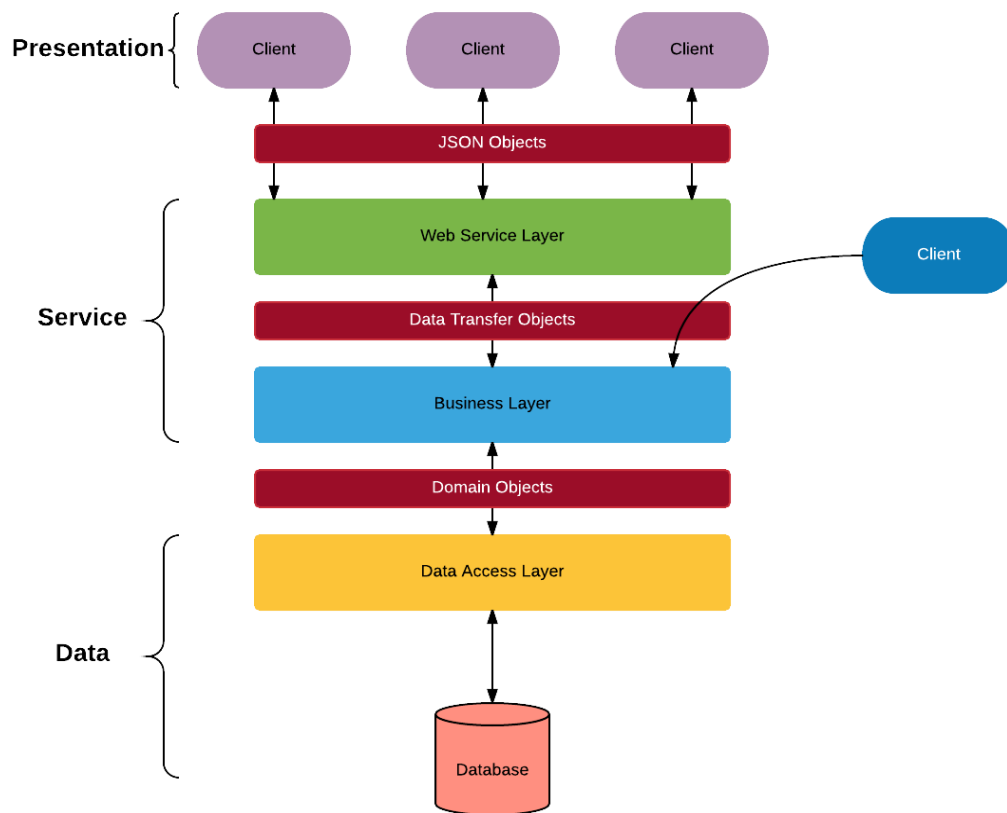 Presentation
Client
Client
Client
JSON Objects
Web Service Layer
Client
Service
Data Transfer Objects
Business Layer
Domain Objects
Data Access Layer
Data
Database